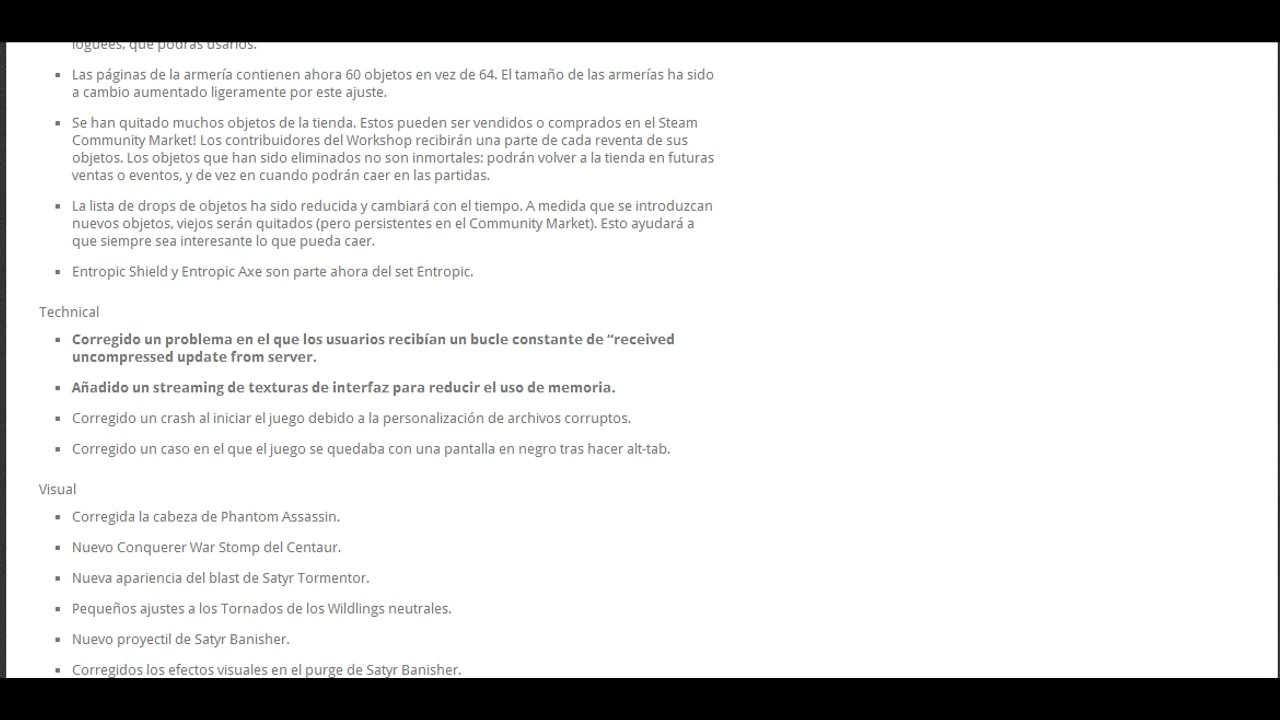 loguees, que podrás usarlos.
Las páginas de la armería contienen ahora 60 objetos en vez de 64. El tamaño de las armerías ha sido
a cambio aumentado ligeramente por este ajuste.
Se han quitado muchos objetos de la tienda. Estos pueden ser vendidos o comprados en el Steam
Community Market! Los contribuidores del Workshop recibirán una parte de cada reventa de sus
objetos. Los objetos que han sido eliminados no son inmortales: podrán volver a la tienda en futuras
ventas o eventos, y de vez en cuando podrán caer en las partidas.
La lista de drops de objetos ha sido reducida y cambiará con el tiempo. A medida que se introduzcan
nuevos objetos, viejos serán quitados (pero persistentes en el Community Market). Esto ayudará a
que siempre sea interesante lo que pueda caer.
Entropic Shield y Entropic Axe son parte ahora del set Entropic.
Technical
Corregido un problema en el que los usuarios recibían un bucle constante de “received
uncompressed update from server.
Añadido un streaming de texturas de interfaz para reducir el uso de memoria.
Corregido un crash al iniciar el juego debido a la personalización de archivos corruptos.
Corregido un caso en el que el juego se quedaba con una pantalla en negro tras hacer alt-tab.
Visual
Corregida la cabeza de Phantom Assassin.
Nuevo Conquerer War Stomp del Centaur.
Nueva apariencia del blast de Satyr Tormentor.
Pequeños ajustes a los Tornados de los Wildlings neutrales.
Nuevo proyectil de Satyr Banisher.
Corregidos los efectos visuales en el purge de Satyr Banisher.